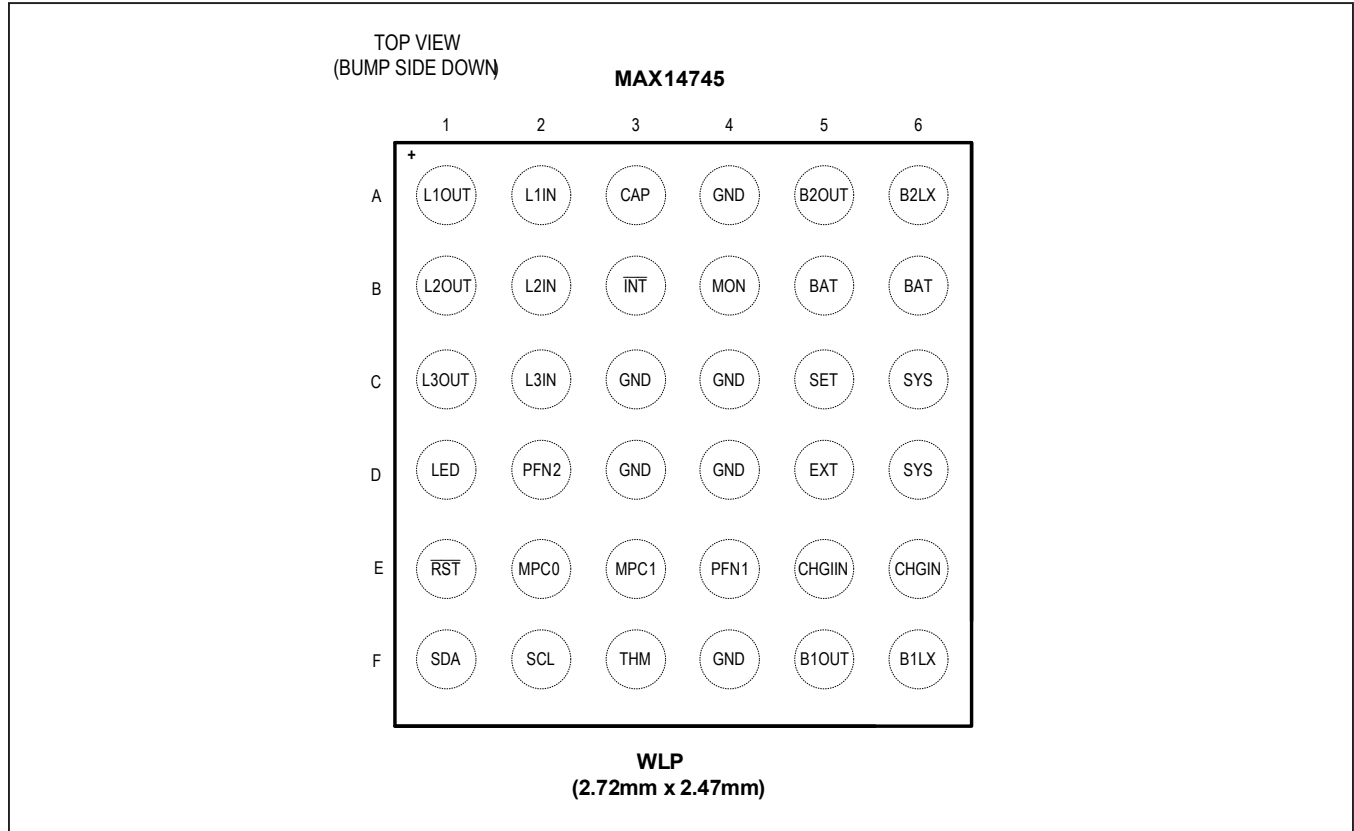 TOP VIEW
(BUMP SIDE DOWN)
MAX14745
1 2 3 4 5 6
+
A L1OUT L1IN CAP GND B2OUT B2LX
B L2OUT L2IN I̅N̅T̅ MON BAT BAT
C L3OUT L3IN GND GND SET SYS
D LED PFN2 GND GND EXT SYS
E R̅S̅T̅ MPC0 MPC1 PFN1 CHGIIN CHGIN
F SDA SCL THM GND B1OUT B1LX
WLP
(2.72mm x 2.47mm)